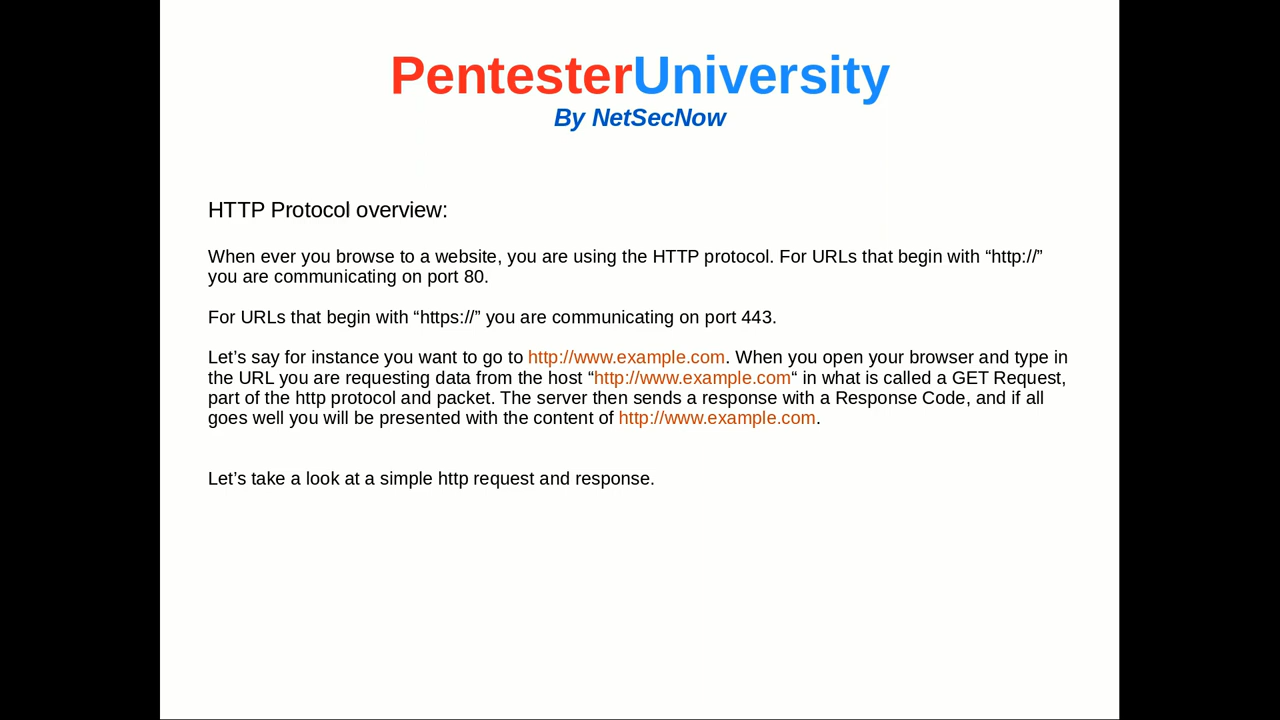 PentesterUniversity
By NetSecNow
HTTP Protocol overview:
When ever you browse to a website, you are using the HTTP protocol. For URLs that begin with “http://”
you are communicating on port 80.
For URLs that begin with “https://” you are communicating on port 443.
Let’s say for instance you want to go to http://www.example.com. When you open your browser and type in
the URL you are requesting data from the host “http://www.example.com“ in what is called a GET Request,
part of the http protocol and packet. The server then sends a response with a Response Code, and if all
goes well you will be presented with the content of http://www.example.com.
Let’s take a look at a simple http request and response.